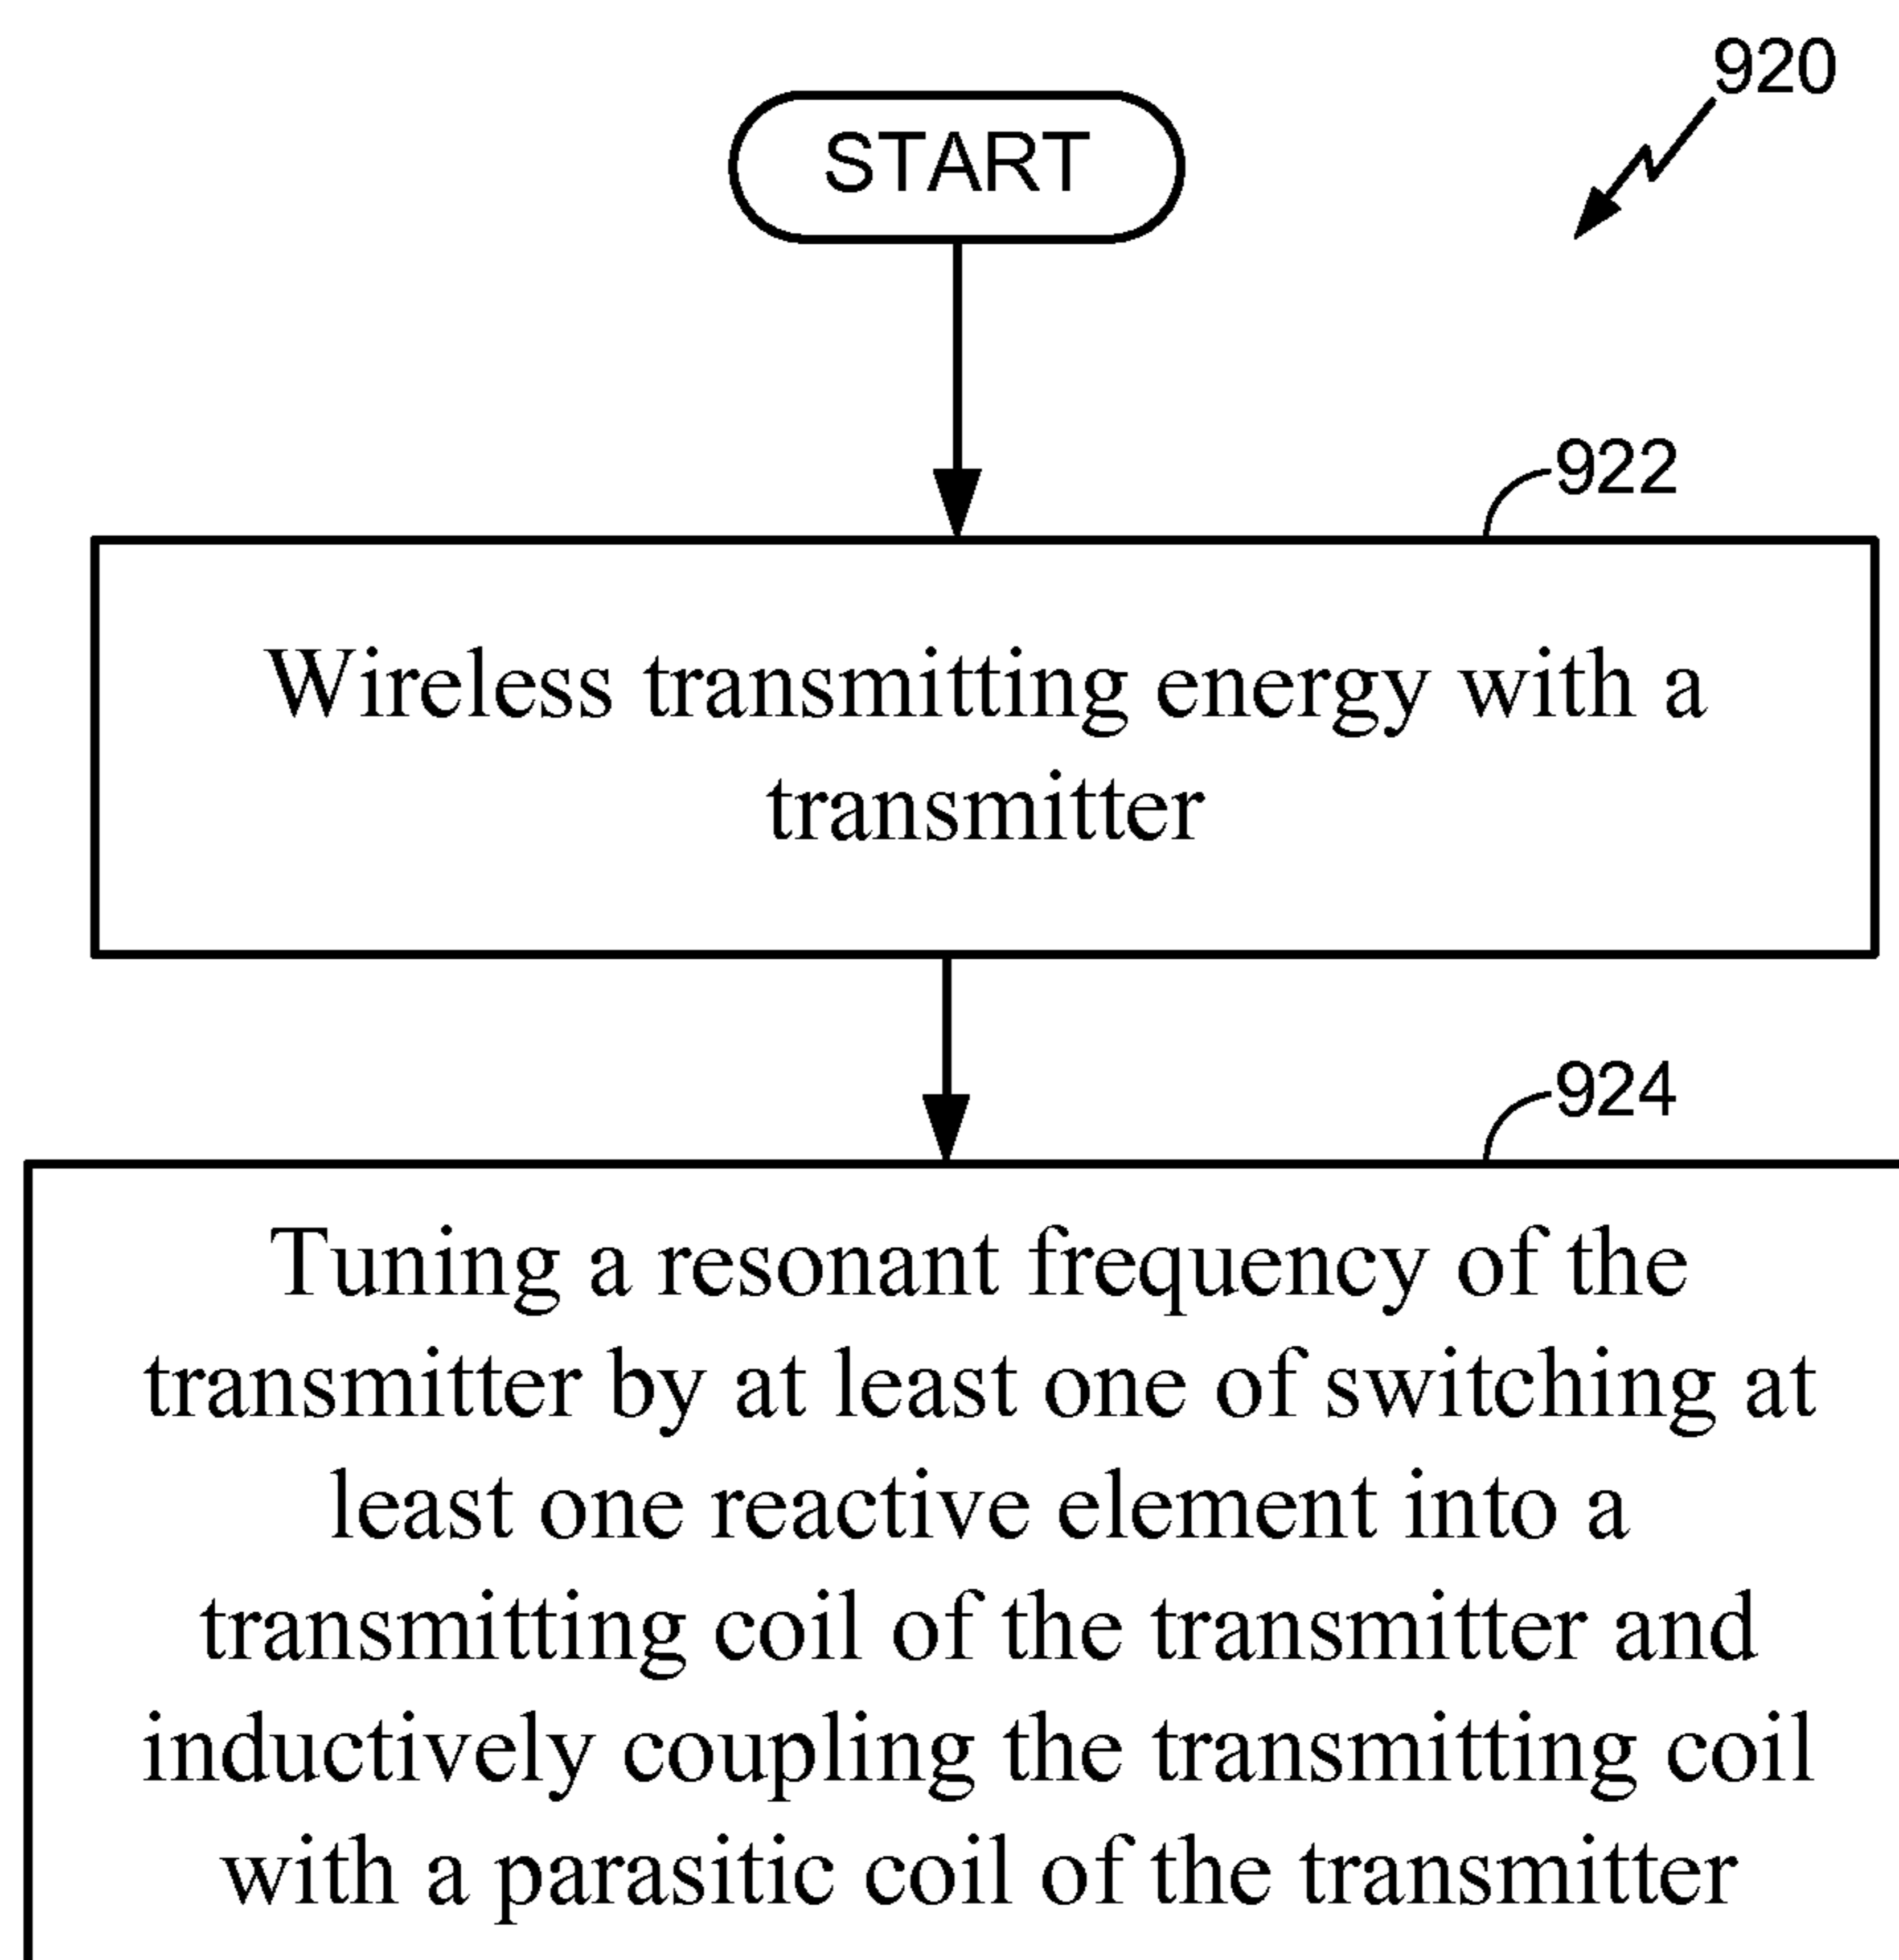 920
START
922
Wireless transmitting energy with a
transmitter
924
Tuning a resonant frequency of the
transmitter by at least one of switching at
least one reactive element into a
transmitting coil of the transmitter and
inductively coupling the transmitting coil
with a parasitic coil of the transmitter